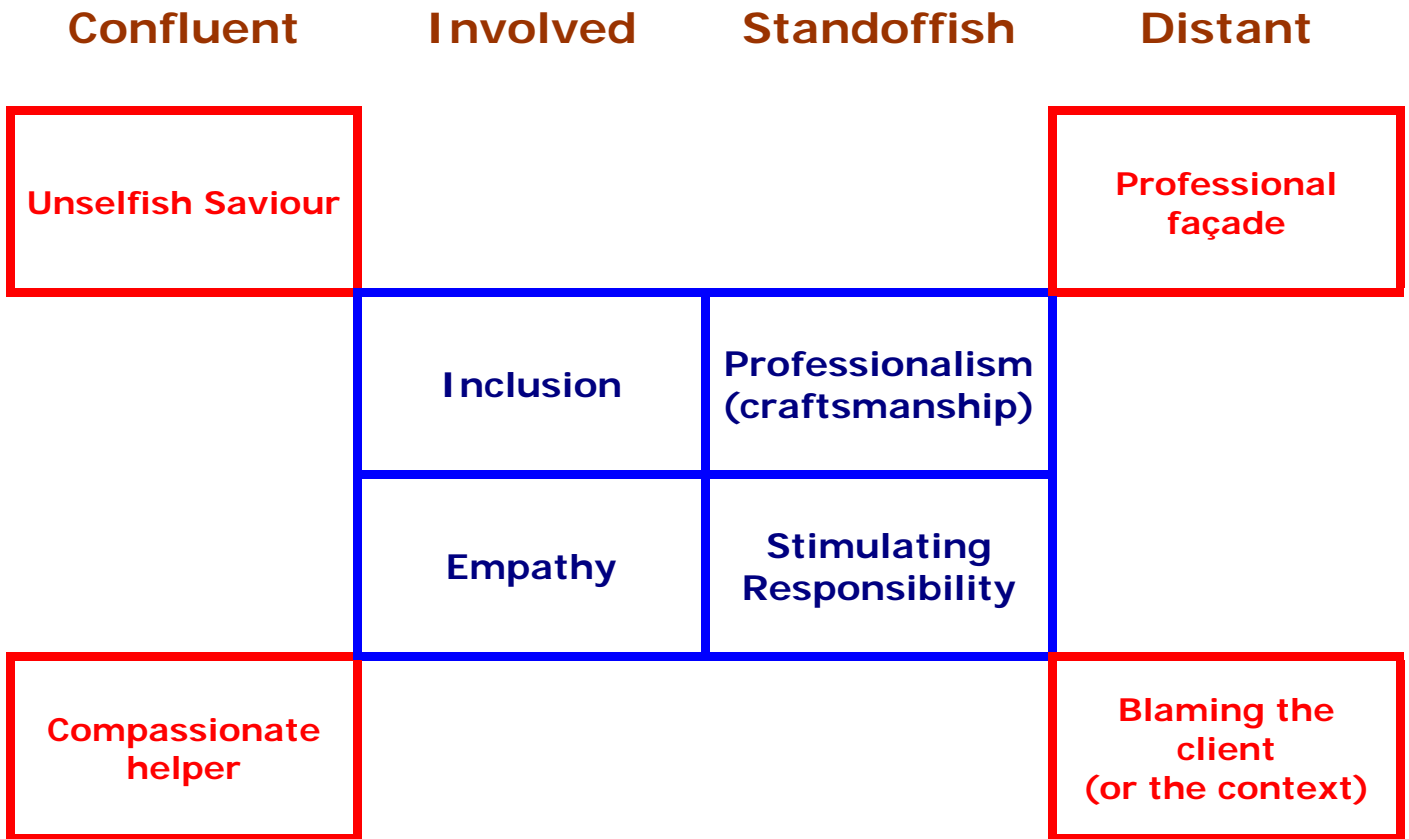 Confluent Involved Standoffish Distant
Unselfish Saviour
Professional
façade
Inclusion
Professionalism
(craftsmanship)
Empathy
Stimulating
Responsibility
Compassionate
helper
Blaming the
client
(or the context)